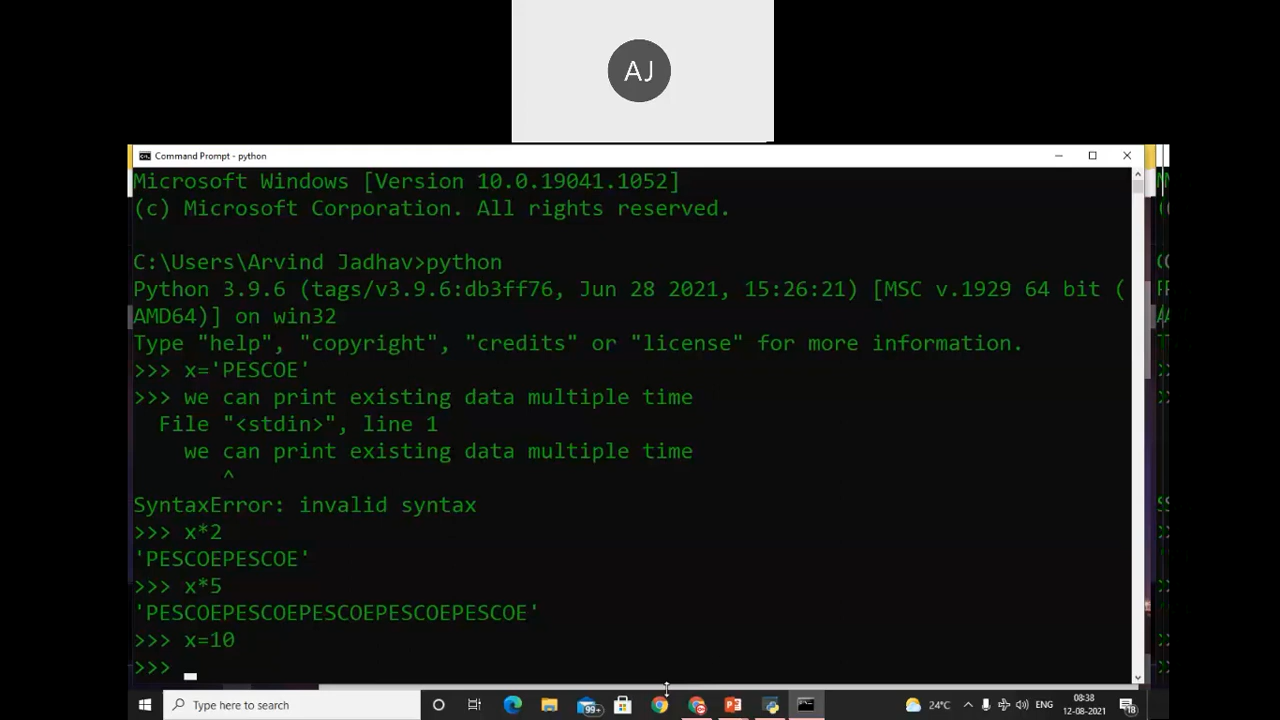 AJ
Command Prompt - python
Microsoft Windows [Version 10.0.19041.1052]
(c) Microsoft Corporation. All rights reserved.
C:\Users\Arvind Jadhav>python
Python 3.9.6 (tags/v3.9.6:db3ff76, Jun 28 2021, 15:26:21) [MSC v.1929 64 bit (
AMD64)] on win32
Type "help", "copyright", "credits" or "license" for more information.
>>> x='PESCOE'
>>> we can print existing data multiple time
File "<stdin>", line 1
we can print existing data multiple time
^
SyntaxError: invalid syntax
>>> x*2
'PESCOEPESCOE'
>>> x*5
'PESCOEPESCOEPESCOEPESCOEPESCOE'
>>> x=10
>>>
Type here to search
99+
24°C
ENG
08:38
12-08-2021
18